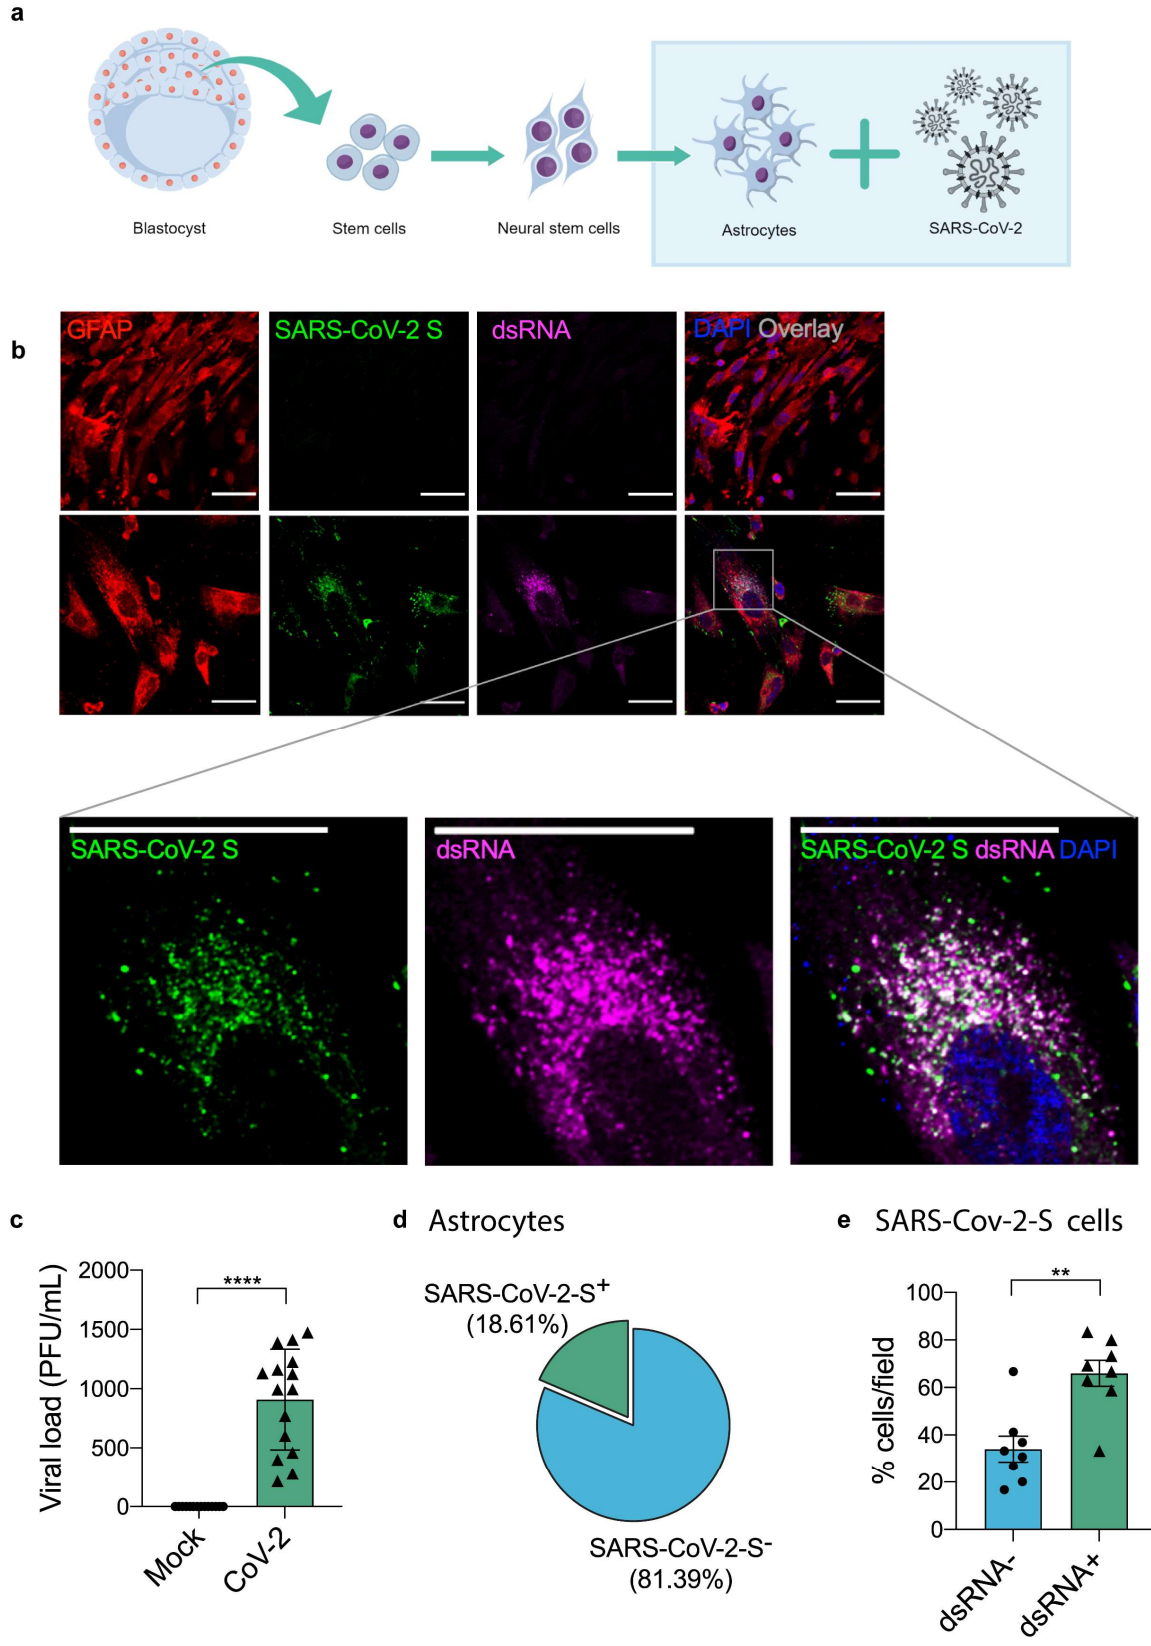 a
Blastocyst
Stem cells
Neural stem cells
Astrocytes
SARS-CoV-2
b
GFAP
SARS-CoV-2 S
dsRNA
DAPI Overlay
SARS-CoV-2 S
dsRNA
SARS-CoV-2 S dsRNA DAPI
c
Viral load (PFU/mL)
2000
1500
1000
500
0
****
Mock
CoV-2
d Astrocytes
SARS-CoV-2-S+
(18.61%)
SARS-CoV-2-S-
(81.39%)
e SARS-Cov-2-S cells
% cells/field
100
80
60
40
20
0
**
dsRNA-
dsRNA+